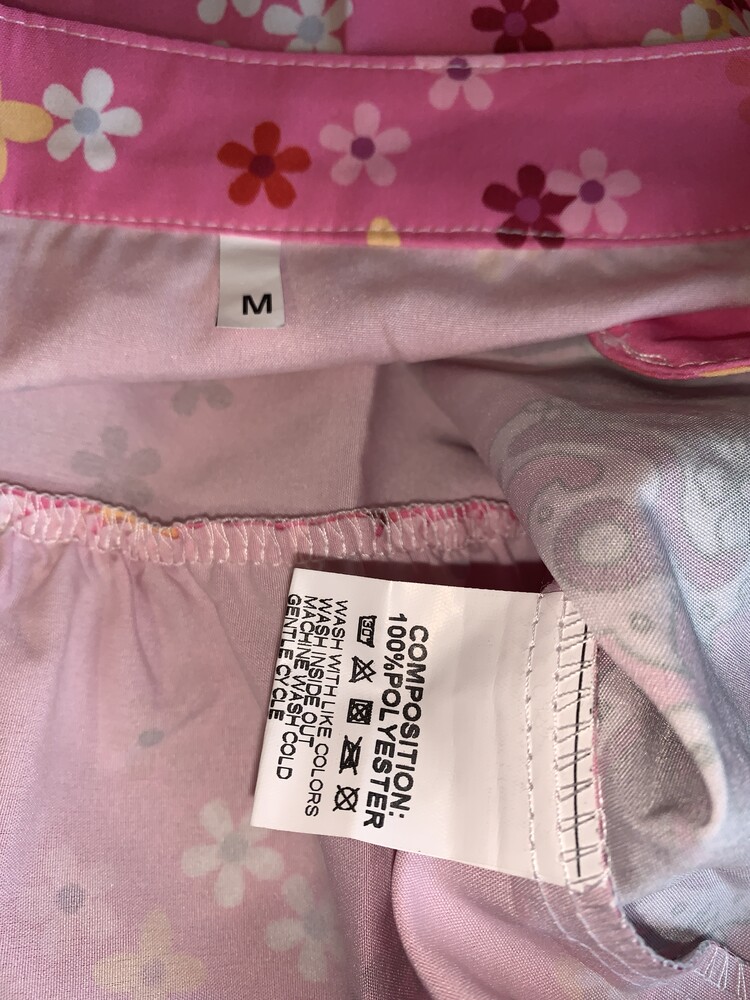 M
COMPOSITION:
100%POLYESTER
30°
WASH WITH LIKE COLORS
WASH INSIDE OUT
MACHINE WASH COLD
GENTLE CYCLE